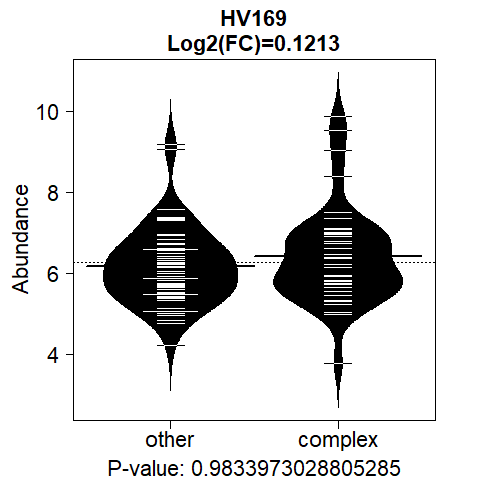 HV169
Log2(FC)=0.1213
10
8
6
4
Abundance
other complex
P-value: 0.9833973028805285